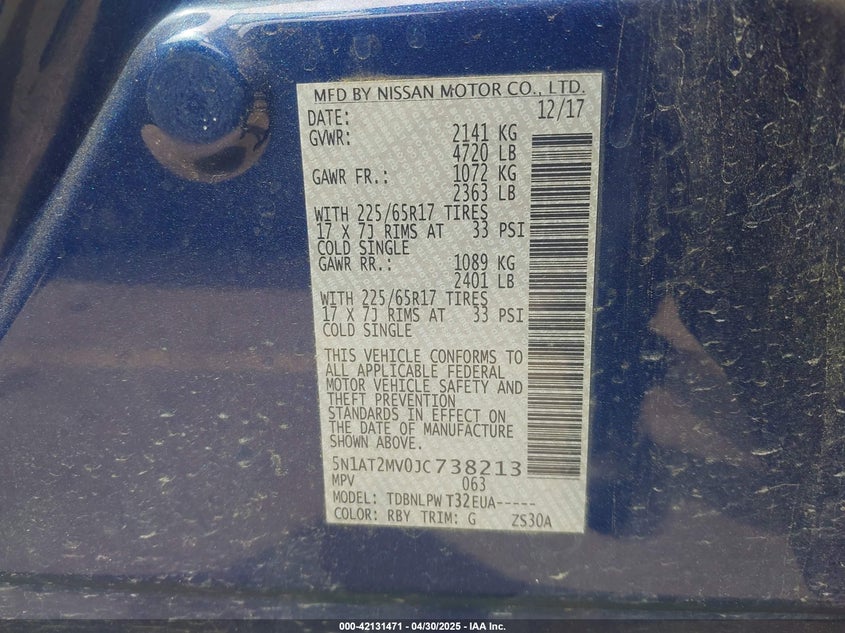 MFD BY NISSAN MOTOR CO., LTD.
DATE: 12/17
GVWR: 2141 KG
4720 LB
GAWR FR.: 1072 KG
2363 LB
WITH 225/65R17 TIRES
17 X 7J RIMS AT 33 PSI
COLD SINGLE
GAWR RR.: 1089 KG
2401 LB
WITH 225/65R17 TIRES
17 X 7J RIMS AT 33 PSI
COLD SINGLE
THIS VEHICLE CONFORMS TO
ALL APPLICABLE FEDERAL
MOTOR VEHICLE SAFETY AND
THEFT PREVENTION
STANDARDS IN EFFECT ON
THE DATE OF MANUFACTURE
SHOWN ABOVE.
5N1AT2MV0JC738213
MPV 063
MODEL: TDBNLPW T32EUA-----
COLOR: RBY TRIM: G ZS30A
000-42131471 - 04/30/2025 - IAA Inc.